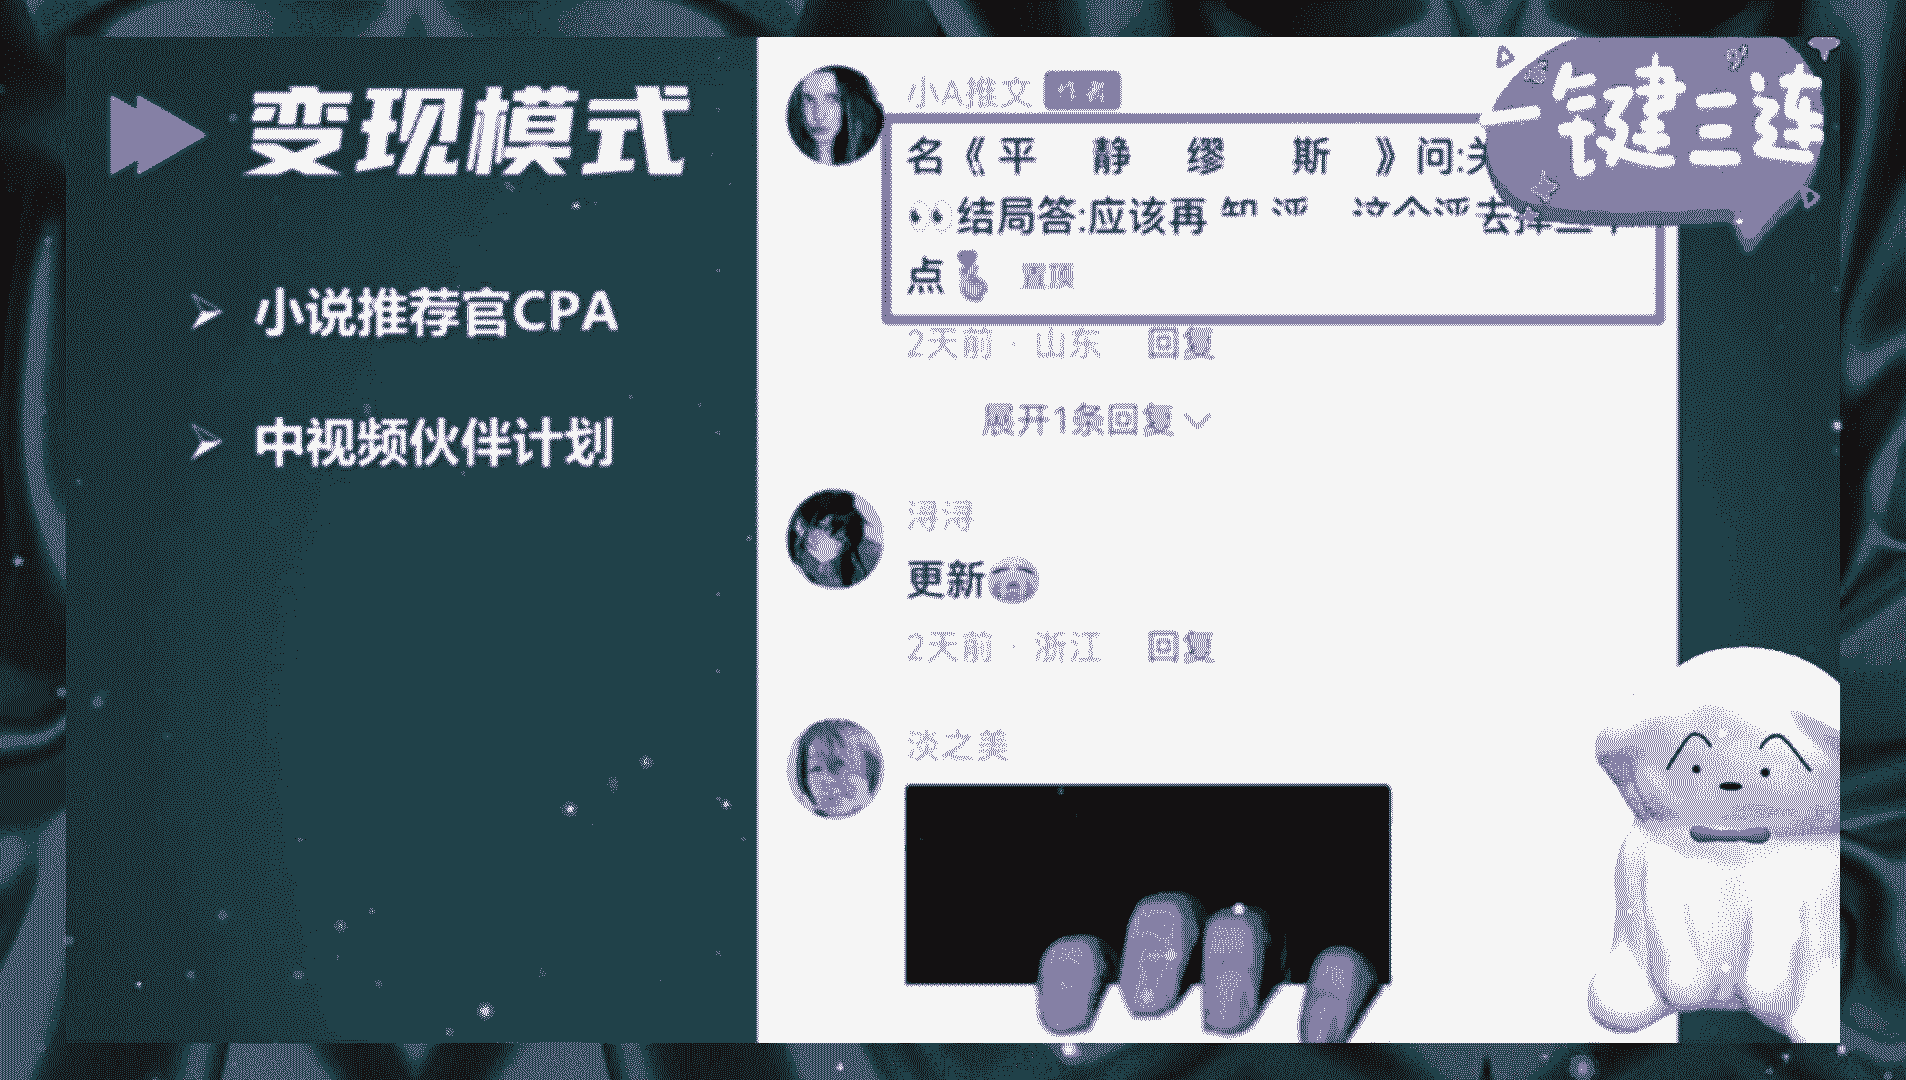 变现模式
小说推荐官CPA
中视频伙伴计划
小A推文 作者
名《平 静 缪 斯 》问:关
👀结局答:应该再
去掉三个
点 置顶
2天前 · 山东 回复
展开1条回复
浔浔
更新😭
2天前 · 浙江 回复
淡之美
一键三连